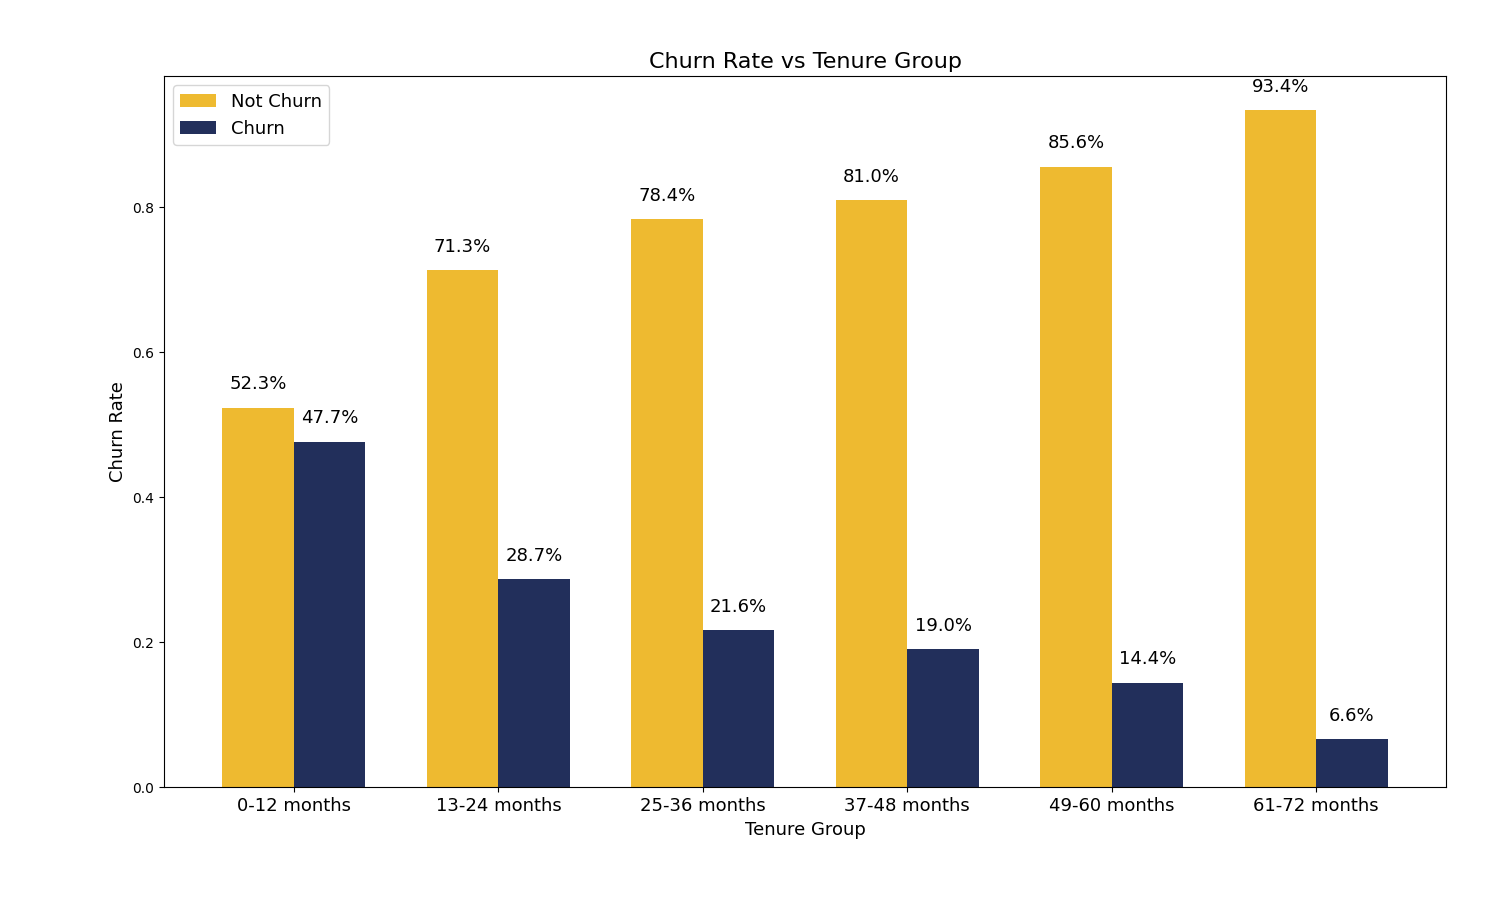 Churn Rate vs Tenure Group
Not Churn
Churn
Churn Rate
0.8
0.6
0.4
0.2
0.0
52.3%
47.7%
71.3%
28.7%
78.4%
21.6%
81.0%
19.0%
85.6%
14.4%
93.4%
6.6%
0-12 months
13-24 months
25-36 months
37-48 months
49-60 months
61-72 months
Tenure Group